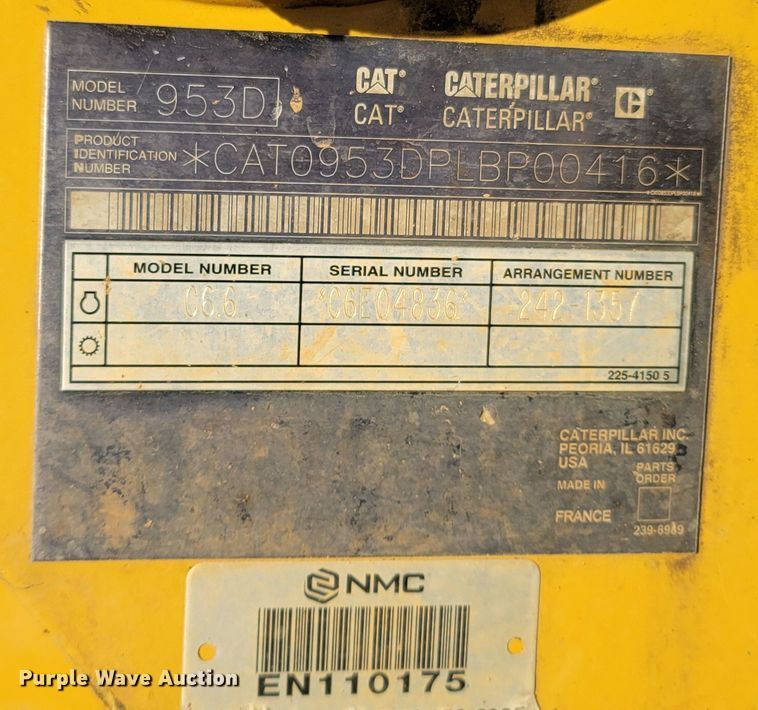 MODEL NUMBER 953D
CAT® CATERPILLAR®
CAT® CATERPILLAR®
PRODUCT IDENTIFICATION NUMBER *CAT0953DPLBP00416*
MODEL NUMBER SERIAL NUMBER ARRANGEMENT NUMBER
C6.6 *C6E04836* 242-1357
225-4150 5
CATERPILLAR INC.
PEORIA, IL 61629
USA
PARTS ORDER
MADE IN
FRANCE
239-8989
NMC
EN110175
Purple Wave Auction